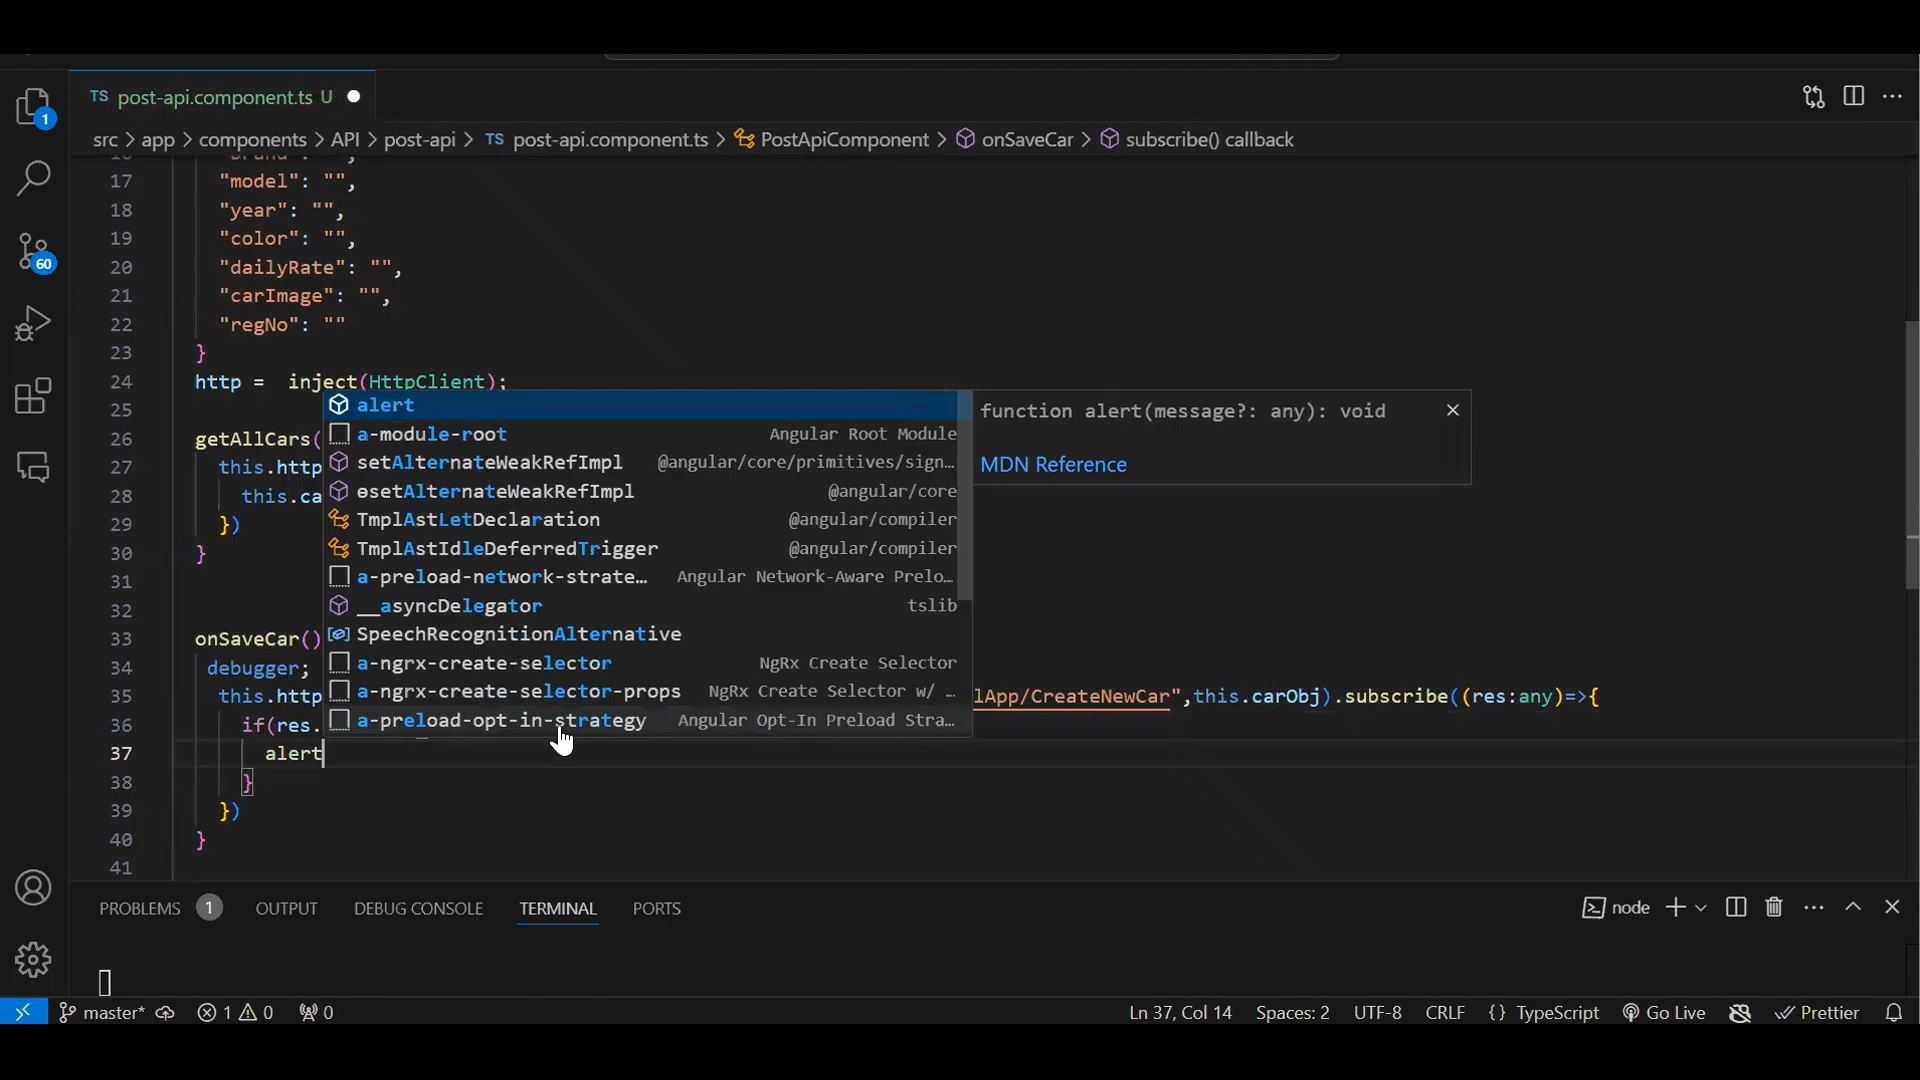 TS post-api.component.ts U
src > app > components > API > post-api > TS post-api.component.ts > PostApiComponent > onSaveCar > subscribe() callback
17 "model": "",
18 "year": "",
19 "color": "",
20 "dailyRate": "",
21 "carImage": "",
22 "regNo": ""
23 }
24 http = inject(HttpClient);
25
26 getAllCars(
27 this.http
28 this.ca
29 })
30 }
31
32
33 onSaveCar()
34 debugger;
35 this.http lApp/CreateNewCar",this.carObj).subscribe((res:any)=>{
36 if(res.
37 alert
38 }
39 })
40 }
41
alert
a-module-root Angular Root Module
setAlternateWeakRefImpl @angular/core/primitives/sign…
ɵsetAlternateWeakRefImpl @angular/core
TmplAstLetDeclaration @angular/compiler
TmplAstIdleDeferredTrigger @angular/compiler
a-preload-network-strate… Angular Network-Aware Prelo…
__asyncDelegator tslib
SpeechRecognitionAlternative
a-ngrx-create-selector NgRx Create Selector
a-ngrx-create-selector-props NgRx Create Selector w/ …
a-preload-opt-in-strategy Angular Opt-In Preload Stra…
function alert(message?: any): void
MDN Reference
1
60
PROBLEMS 1 OUTPUT DEBUG CONSOLE TERMINAL PORTS
node
master* 1 0 0 Ln 37, Col 14 Spaces: 2 UTF-8 CRLF {} TypeScript Go Live Prettier